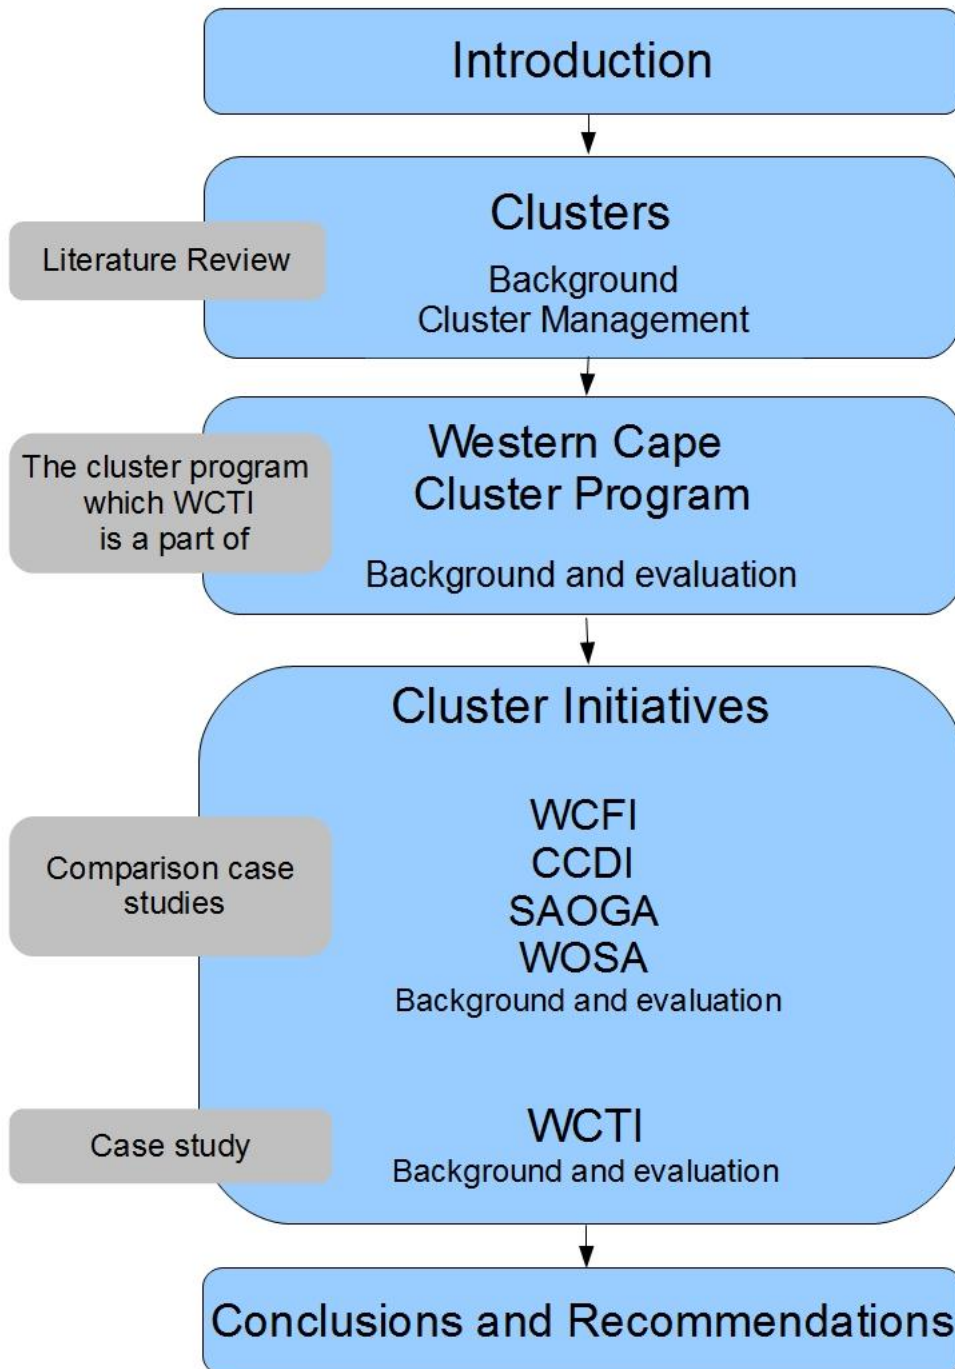 Introduction
Clusters
Literature Review
Background
Cluster Management
Western Cape
Cluster Program
The cluster program
which WCTI
is a part of
Background and evaluation
Cluster Initiatives
WCFI
CCDI
SAOGA
WOSA
Comparison case
studies
Background and evaluation
WCTI
Case study
Background and evaluation
Conclusions and Recommendations